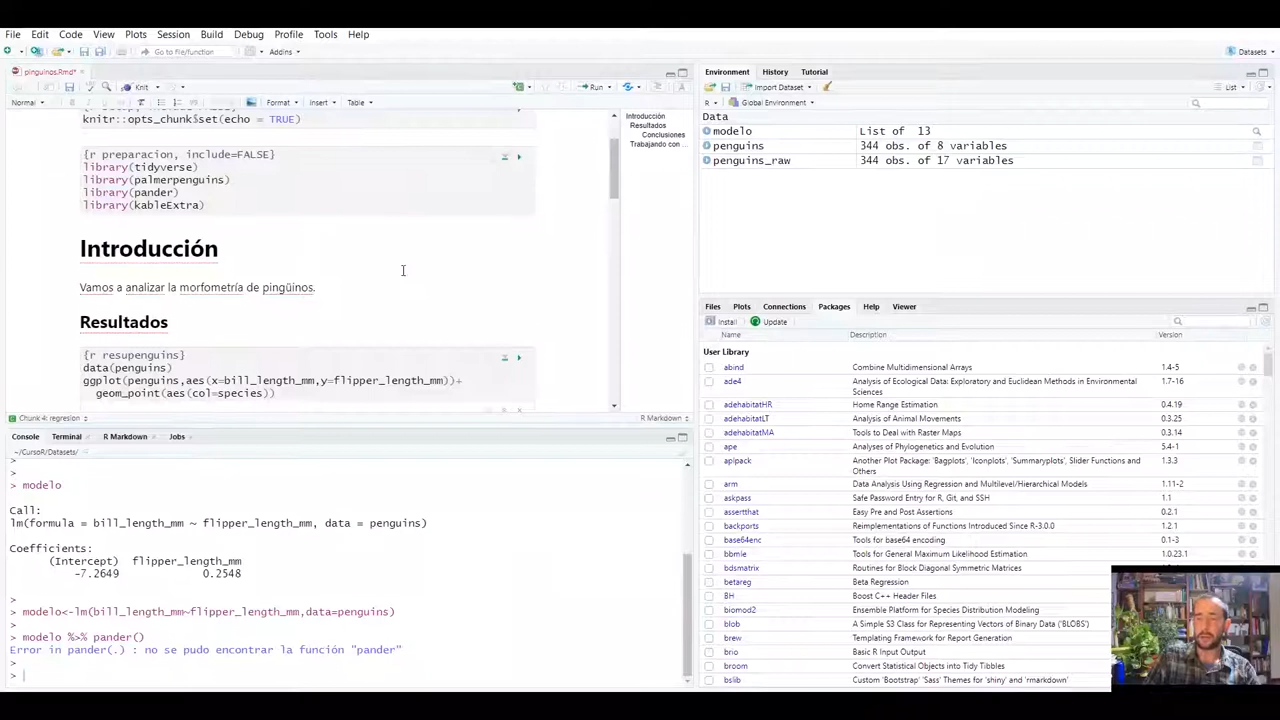 File Edit Code View Plots Session Build Debug Profile Tools Help
Go to file/function Addins Datasets
pinguinos.Rmd*
Knit Run
Normal Format Insert Table
knitr::opts_chunk$set(echo = TRUE)
{r preparacion, include=FALSE}
library(tidyverse)
library(palmerpenguins)
library(pander)
library(kableExtra)
Introducción
Vamos a analizar la morfometría de pingüinos.
Resultados
{r resupenguins}
data(penguins)
ggplot(penguins,aes(x=bill_length_mm,y=flipper_length_mm))+
geom_point(aes(col=species))
Introducción
Resultados
Conclusiones
Trabajando con ...
Chunk 4: regresion R Markdown
Console Terminal R Markdown Jobs
~/CursoR/Datasets/
>
> modelo
Call:
lm(formula = bill_length_mm ~ flipper_length_mm, data = penguins)
Coefficients:
(Intercept) flipper_length_mm
-7.2649 0.2548
>
> modelo<-lm(bill_length_mm~flipper_length_mm,data=penguins)
> modelo %>% pander()
Error in pander(.) : no se pudo encontrar la función "pander"
>
>
Environment History Tutorial
Import Dataset List
R Global Environment
Data
modelo List of 13
penguins 344 obs. of 8 variables
penguins_raw 344 obs. of 17 variables
Files Plots Connections Packages Help Viewer
Install Update
Name Description Version
User Library
abind Combine Multidimensional Arrays 1.4-5
ade4 Analysis of Ecological Data: Exploratory and Euclidean Methods in Environmental 1.7-16
Sciences
adehabitatHR Home Range Estimation 0.4.19
adehabitatLT Analysis of Animal Movements 0.3.25
adehabitatMA Tools to Deal with Raster Maps 0.3.14
ape Analyses of Phylogenetics and Evolution 5.4-1
aplpack Another Plot Package: 'Bagplots', 'Iconplots', 'Summaryplots', Slider Functions and 1.3.3
Others
arm Data Analysis Using Regression and Multilevel/Hierarchical Models 1.11-2
askpass Safe Password Entry for R, Git, and SSH 1.1
assertthat Easy Pre and Post Assertions 0.2.1
backports Reimplementations of Functions Introduced Since R-3.0.0 1.2.1
base64enc Tools for base64 encoding 0.1-3
bbmle Tools for General Maximum Likelihood Estimation 1.0.23.1
bdsmatrix Routines for Block Diagonal Symmetric Matrices
betareg Beta Regression
BH Boost C++ Header Files
biomod2 Ensemble Platform for Species Distribution Modeling
blob A Simple S3 Class for Representing Vectors of Binary Data ('BLOBS')
brew Templating Framework for Report Generation
brio Basic R Input Output
broom Convert Statistical Objects into Tidy Tibbles
bslib Custom 'Bootstrap' 'Sass' Themes for 'shiny' and 'rmarkdown'